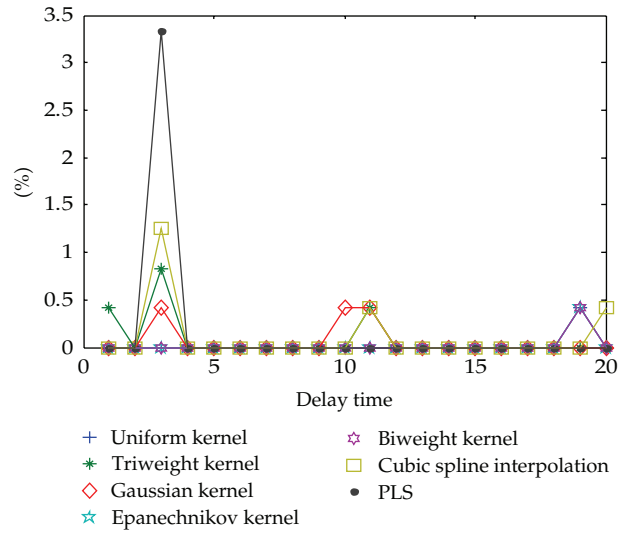 3.5
3
2.5
2
1.5
1
0.5
0
(%)
0 5 10 15 20
Delay time
Uniform kernel
Triweight kernel
Gaussian kernel
Epanechnikov kernel
Biweight kernel
Cubic spline interpolation
PLS